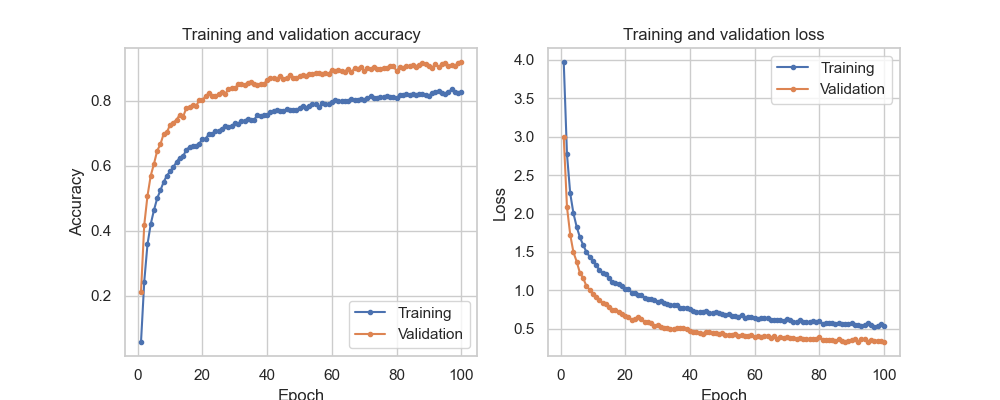 Training and validation accuracy
Accuracy
0.8
0.6
0.4
0.2
0 20 40 60 80 100
Epoch
Training
Validation
Training and validation loss
Loss
4.0
3.5
3.0
2.5
2.0
1.5
1.0
0.5
0 20 40 60 80 100
Epoch
Training
Validation